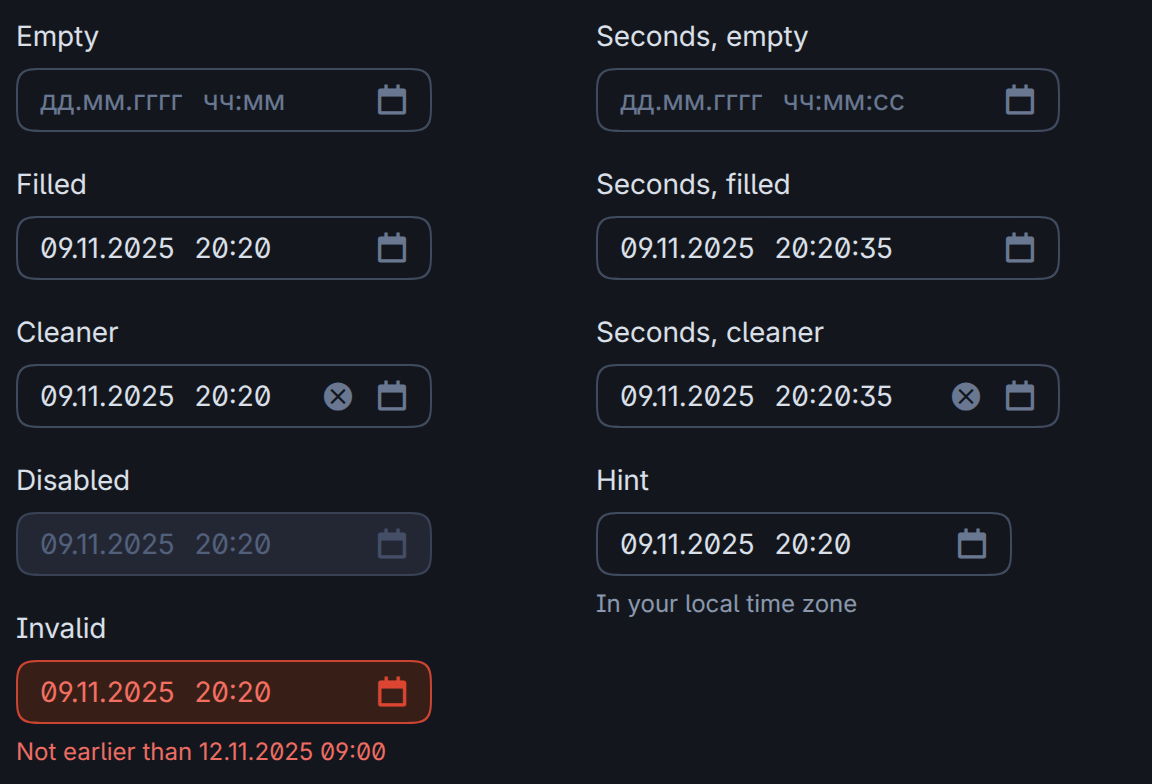 Empty
дд.мм.гггг чч:мм
Filled
09.11.2025 20:20
Cleaner
09.11.2025 20:20
Disabled
09.11.2025 20:20
Invalid
09.11.2025 20:20
Not earlier than 12.11.2025 09:00
Seconds, empty
дд.мм.гггг чч:мм:сс
Seconds, filled
09.11.2025 20:20:35
Seconds, cleaner
09.11.2025 20:20:35
Hint
09.11.2025 20:20
In your local time zone